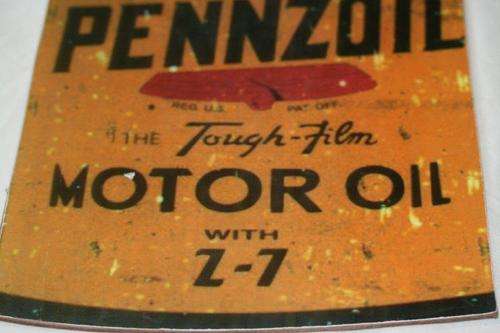 PENNZOIL
REG. U.S. PAT. OFF.
THE Tough-Film
MOTOR OIL
WITH
Z-7